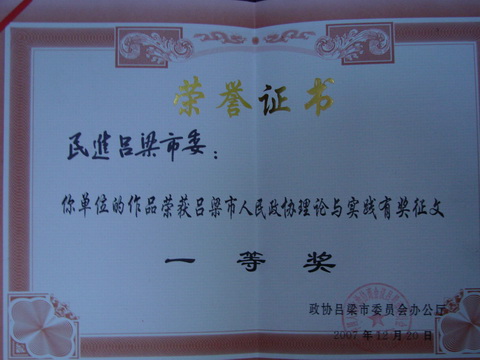 荣誉证书
民進吕梁市委：
你单位的作品荣获吕梁市人民政协理论与实践有奖征文
一等奖
政协吕梁市委员会办公厅
2007年12月20日